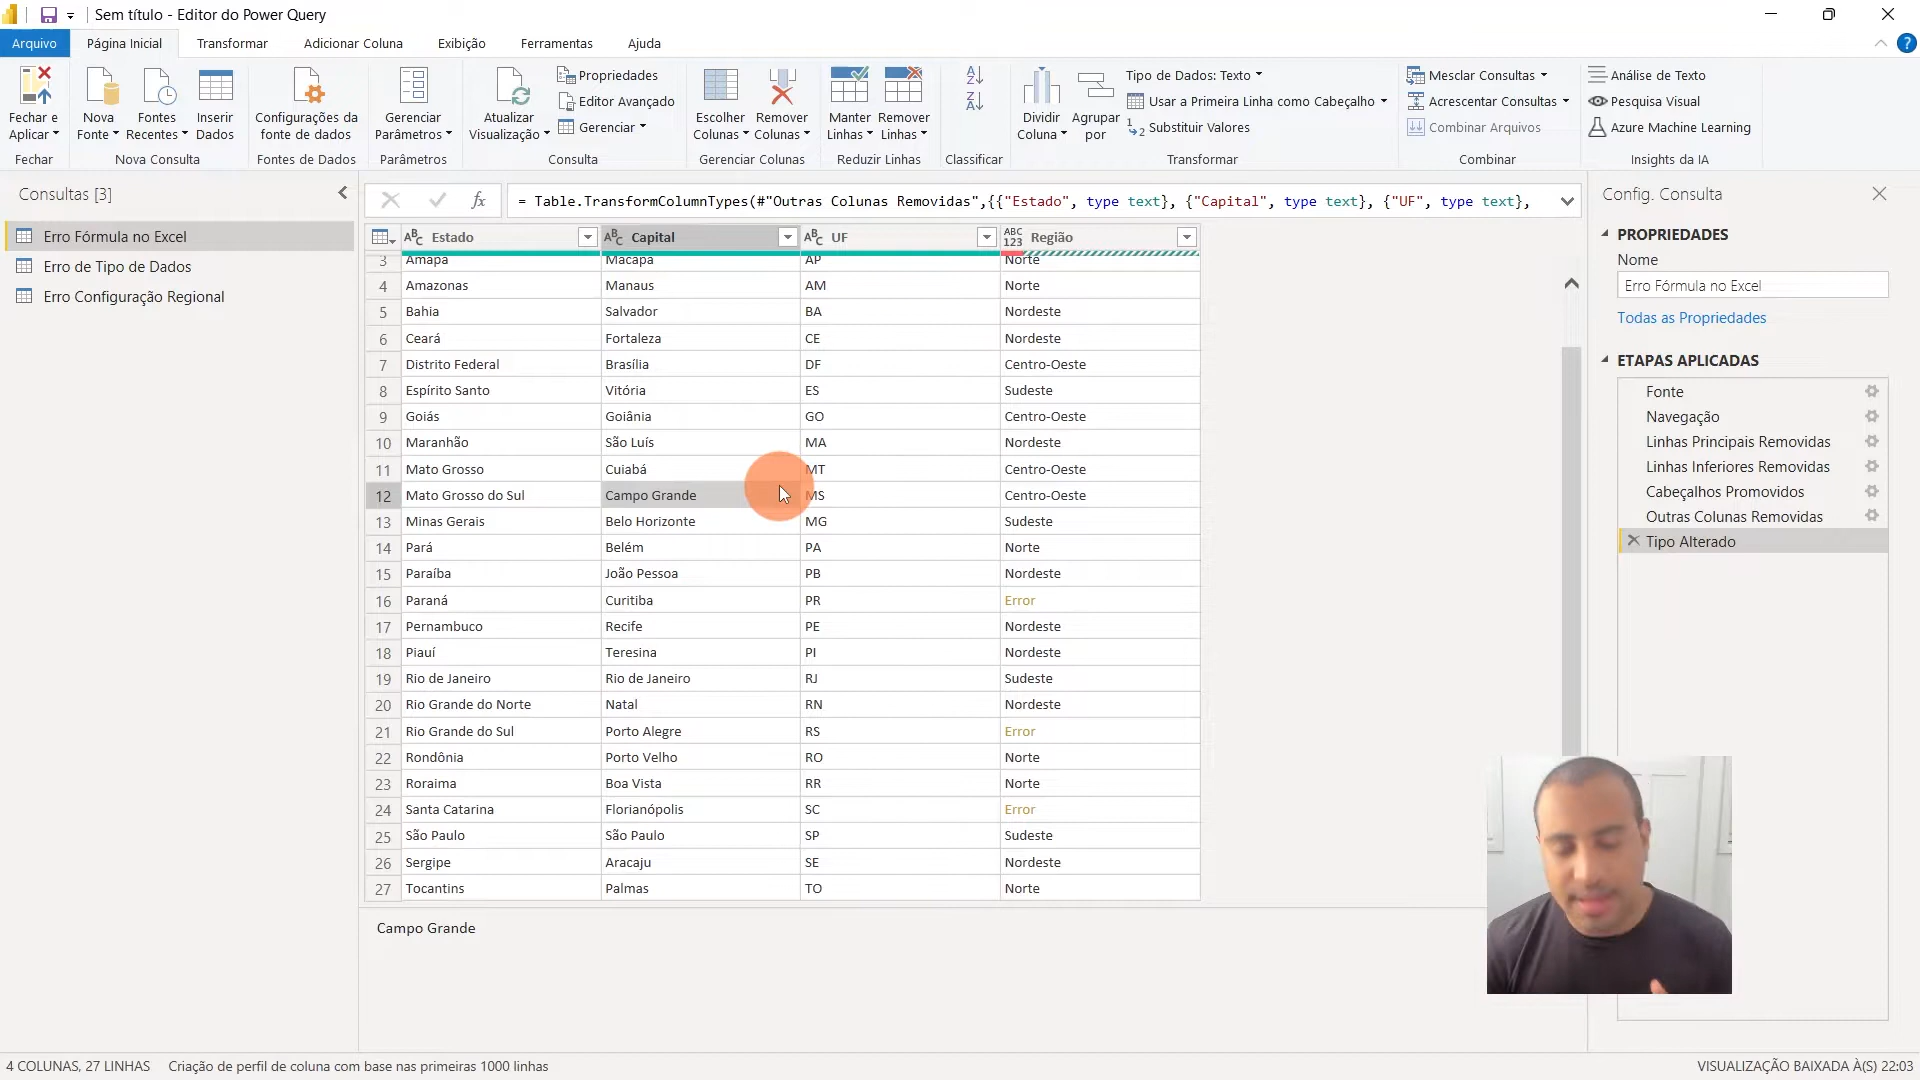 Sem título - Editor do Power Query
Arquivo
Página Inicial
Transformar
Adicionar Coluna
Exibição
Ferramentas
Ajuda
Fechar e Aplicar
Nova Fonte
Fontes Recentes
Inserir Dados
Configurações da fonte de dados
Gerenciar Parâmetros
Atualizar Visualização
Propriedades
Editor Avançado
Gerenciar
Escolher Colunas
Remover Colunas
Manter Linhas
Remover Linhas
Dividir Coluna
Agrupar por
Tipo de Dados: Texto
Usar a Primeira Linha como Cabeçalho
Substituir Valores
Mesclar Consultas
Acrescentar Consultas
Combinar Arquivos
Análise de Texto
Pesquisa Visual
Azure Machine Learning
Fechar
Nova Consulta
Fontes de Dados
Parâmetros
Consulta
Gerenciar Colunas
Reduzir Linhas
Classificar
Transformar
Combinar
Insights da IA
Consultas [3]
Erro Fórmula no Excel
Erro de Tipo de Dados
Erro Configuração Regional
fx
= Table.TransformColumnTypes(#"Outras Colunas Removidas",{{"Estado", type text}, {"Capital", type text}, {"UF", type text},
ABC Estado ABC Capital ABC UF ABC 123 Região
3 Amapá Macapá AP Norte
4 Amazonas Manaus AM Norte
5 Bahia Salvador BA Nordeste
6 Ceará Fortaleza CE Nordeste
7 Distrito Federal Brasília DF Centro-Oeste
8 Espírito Santo Vitória ES Sudeste
9 Goiás Goiânia GO Centro-Oeste
10 Maranhão São Luís MA Nordeste
11 Mato Grosso Cuiabá MT Centro-Oeste
12 Mato Grosso do Sul Campo Grande MS Centro-Oeste
13 Minas Gerais Belo Horizonte MG Sudeste
14 Pará Belém PA Norte
15 Paraíba João Pessoa PB Nordeste
16 Paraná Curitiba PR Error
17 Pernambuco Recife PE Nordeste
18 Piauí Teresina PI Nordeste
19 Rio de Janeiro Rio de Janeiro RJ Sudeste
20 Rio Grande do Norte Natal RN Nordeste
21 Rio Grande do Sul Porto Alegre RS Error
22 Rondônia Porto Velho RO Norte
23 Roraima Boa Vista RR Norte
24 Santa Catarina Florianópolis SC Error
25 São Paulo São Paulo SP Sudeste
26 Sergipe Aracaju SE Nordeste
27 Tocantins Palmas TO Norte
Campo Grande
Config. Consulta
PROPRIEDADES
Nome
Erro Fórmula no Excel
Todas as Propriedades
ETAPAS APLICADAS
Fonte
Navegação
Linhas Principais Removidas
Linhas Inferiores Removidas
Cabeçalhos Promovidos
Outras Colunas Removidas
Tipo Alterado
4 COLUNAS, 27 LINHAS
Criação de perfil de coluna com base nas primeiras 1000 linhas
VISUALIZAÇÃO BAIXADA À(S) 22:03